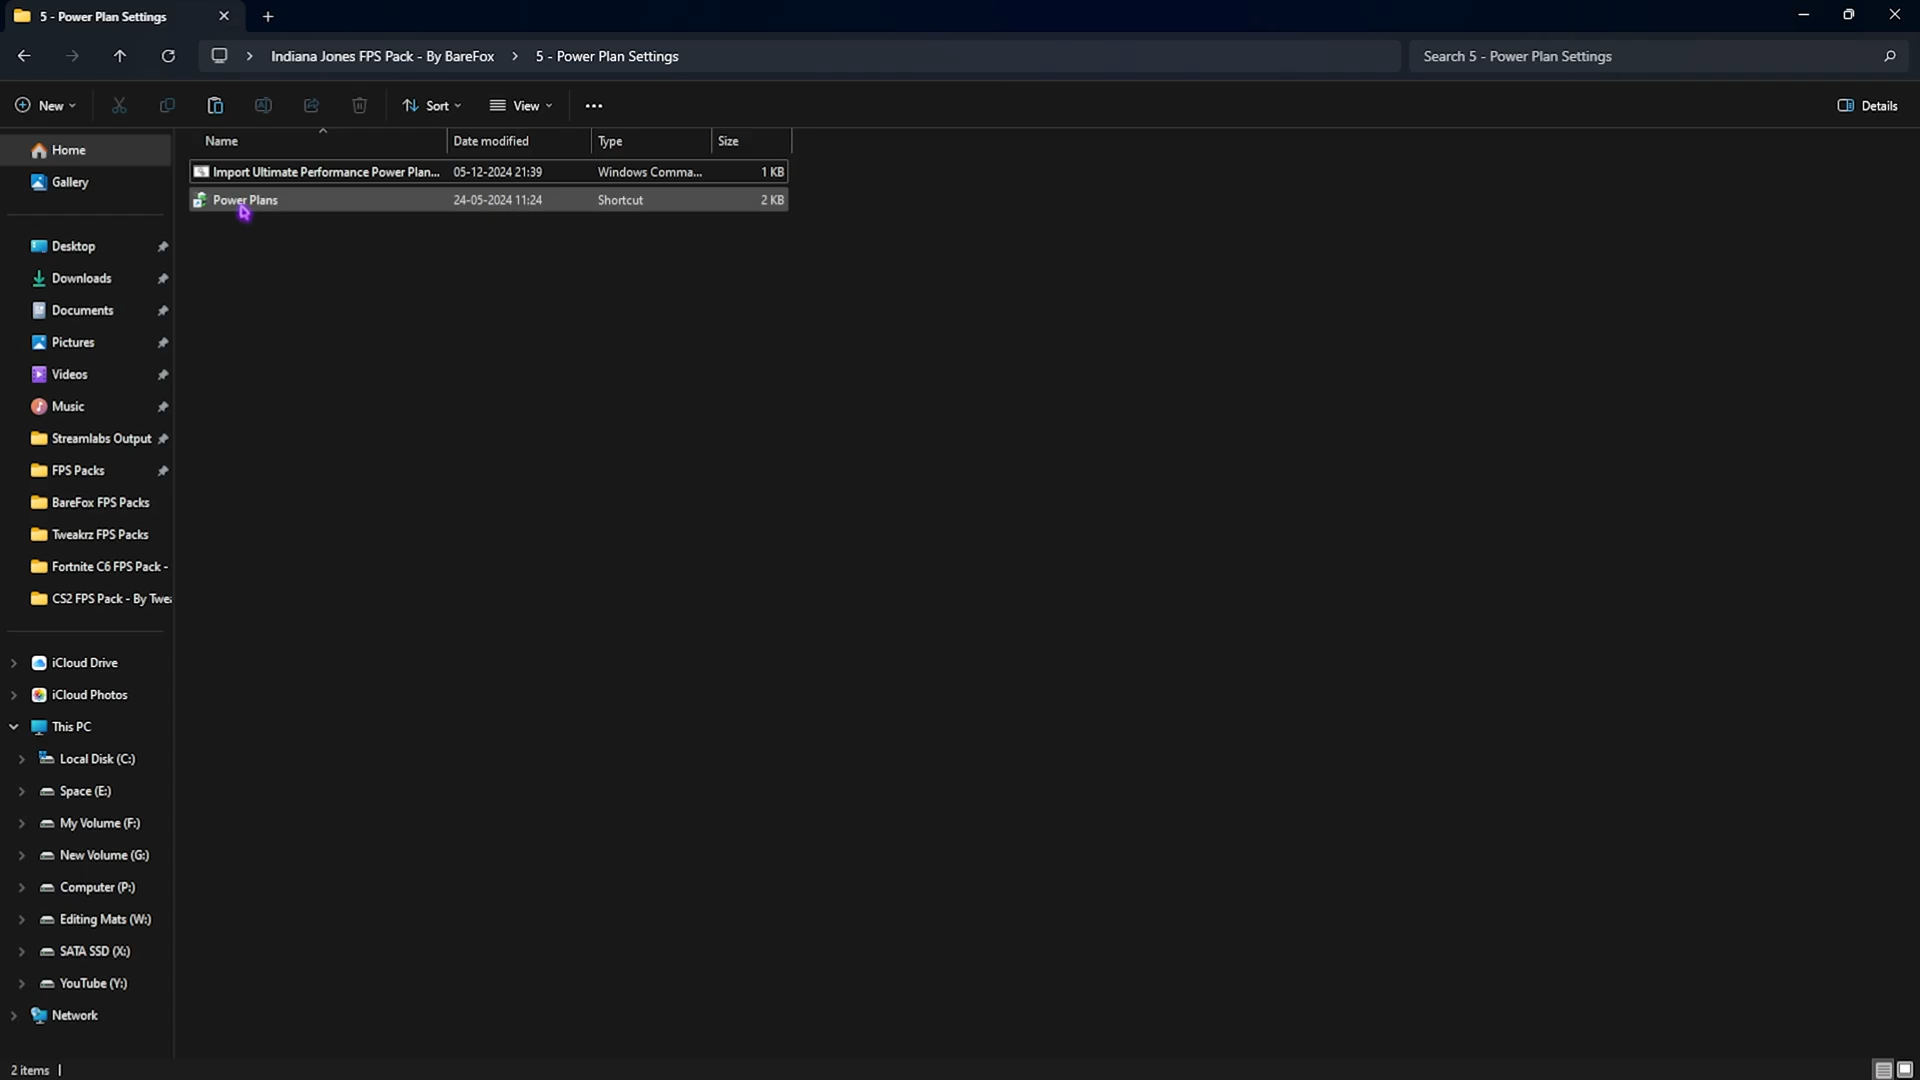 5 - Power Plan Settings
Indiana Jones FPS Pack - By BareFox > 5 - Power Plan Settings
Search 5 - Power Plan Settings
New
Sort
View
Details
Name
Date modified
Type
Size
Import Ultimate Performance Power Plan... 05-12-2024 21:39 Windows Comma... 1 KB
Power Plans 24-05-2024 11:24 Shortcut 2 KB
Home
Gallery
Desktop
Downloads
Documents
Pictures
Videos
Music
Streamlabs Output
FPS Packs
BareFox FPS Packs
Tweakrz FPS Packs
Fortnite C6 FPS Pack -
CS2 FPS Pack - By Twea
iCloud Drive
iCloud Photos
This PC
Local Disk (C:)
Space (E:)
My Volume (F:)
New Volume (G:)
Computer (P:)
Editing Mats (W:)
SATA SSD (X:)
YouTube (Y:)
Network
2 items